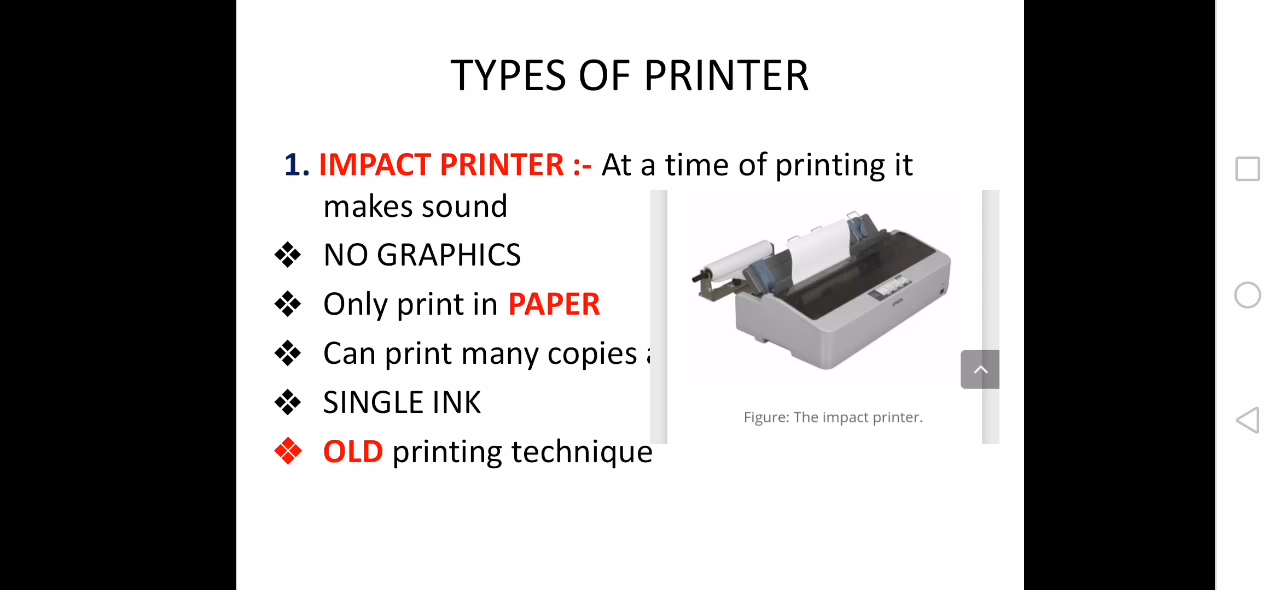 TYPES OF PRINTER
1. IMPACT PRINTER :- At a time of printing it
makes sound
❖ NO GRAPHICS
❖ Only print in PAPER
❖ Can print many copies
❖ SINGLE INK
❖ OLD printing technique
EPSON
Figure: The impact printer.